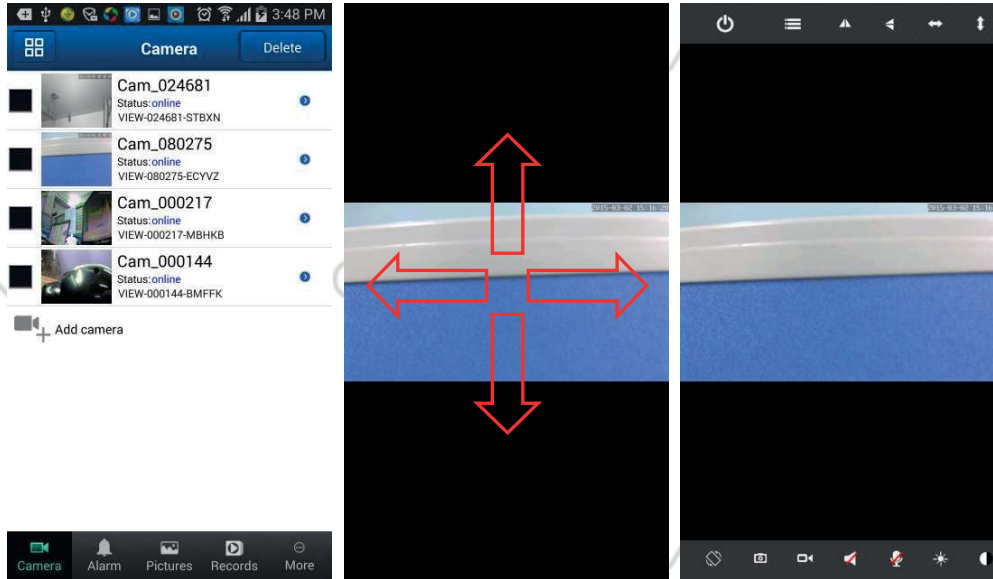 3:48 PM
Camera
Delete
Cam_024681
Status:online
VIEW-024681-STBXN
Cam_080275
Status:online
VIEW-080275-ECYVZ
Cam_000217
Status:online
VIEW-000217-MBHKB
Cam_000144
Status:online
VIEW-000144-BMFFK
Add camera
Camera Alarm Pictures Records More